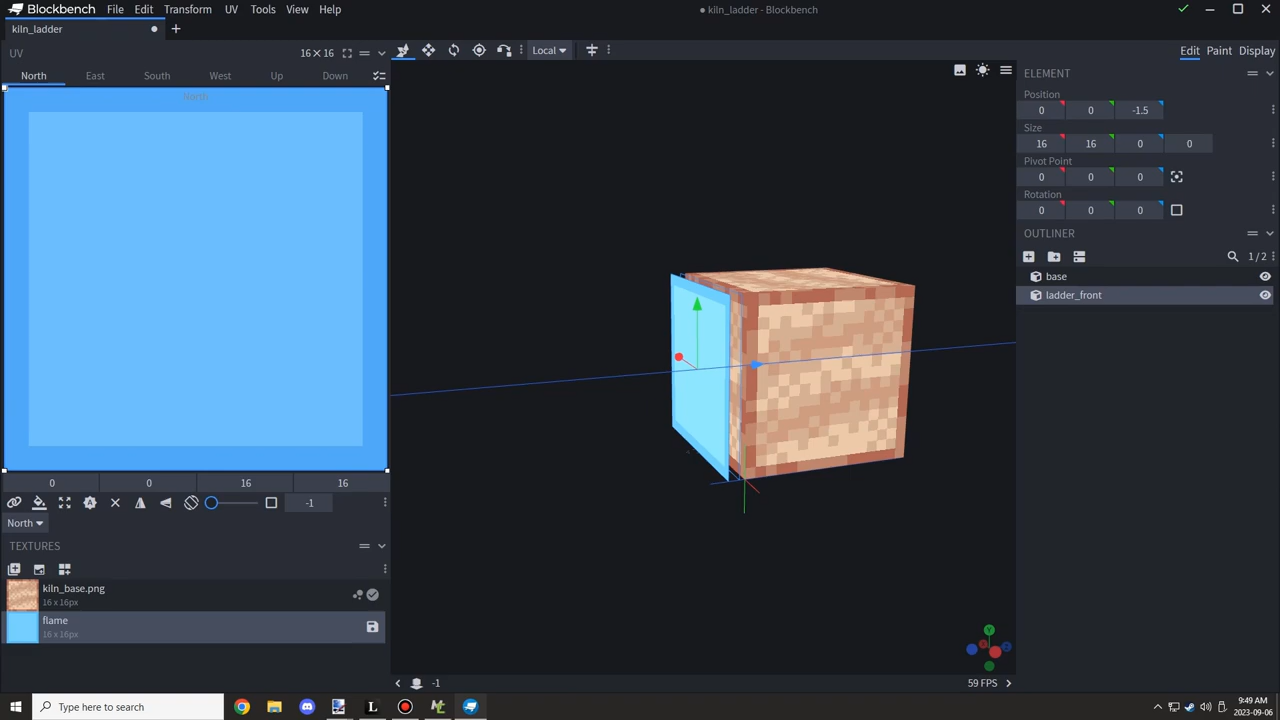 Blockbench File Edit Transform UV Tools View Help
kiln_ladder - Blockbench
kiln_ladder
UV 16×16
North East South West Up Down
North
0 0 16 16
-1
North
TEXTURES
kiln_base.png
16 x 16px
flame
16 x 16px
Local
-1
59 FPS
Edit Paint Display
ELEMENT
Position
0 0 -1.5
Size
16 16 0 0
Pivot Point
0 0 0
Rotation
0 0 0
OUTLINER
1/2
base
ladder_front
Type here to search
9:49 AM
2023-09-06